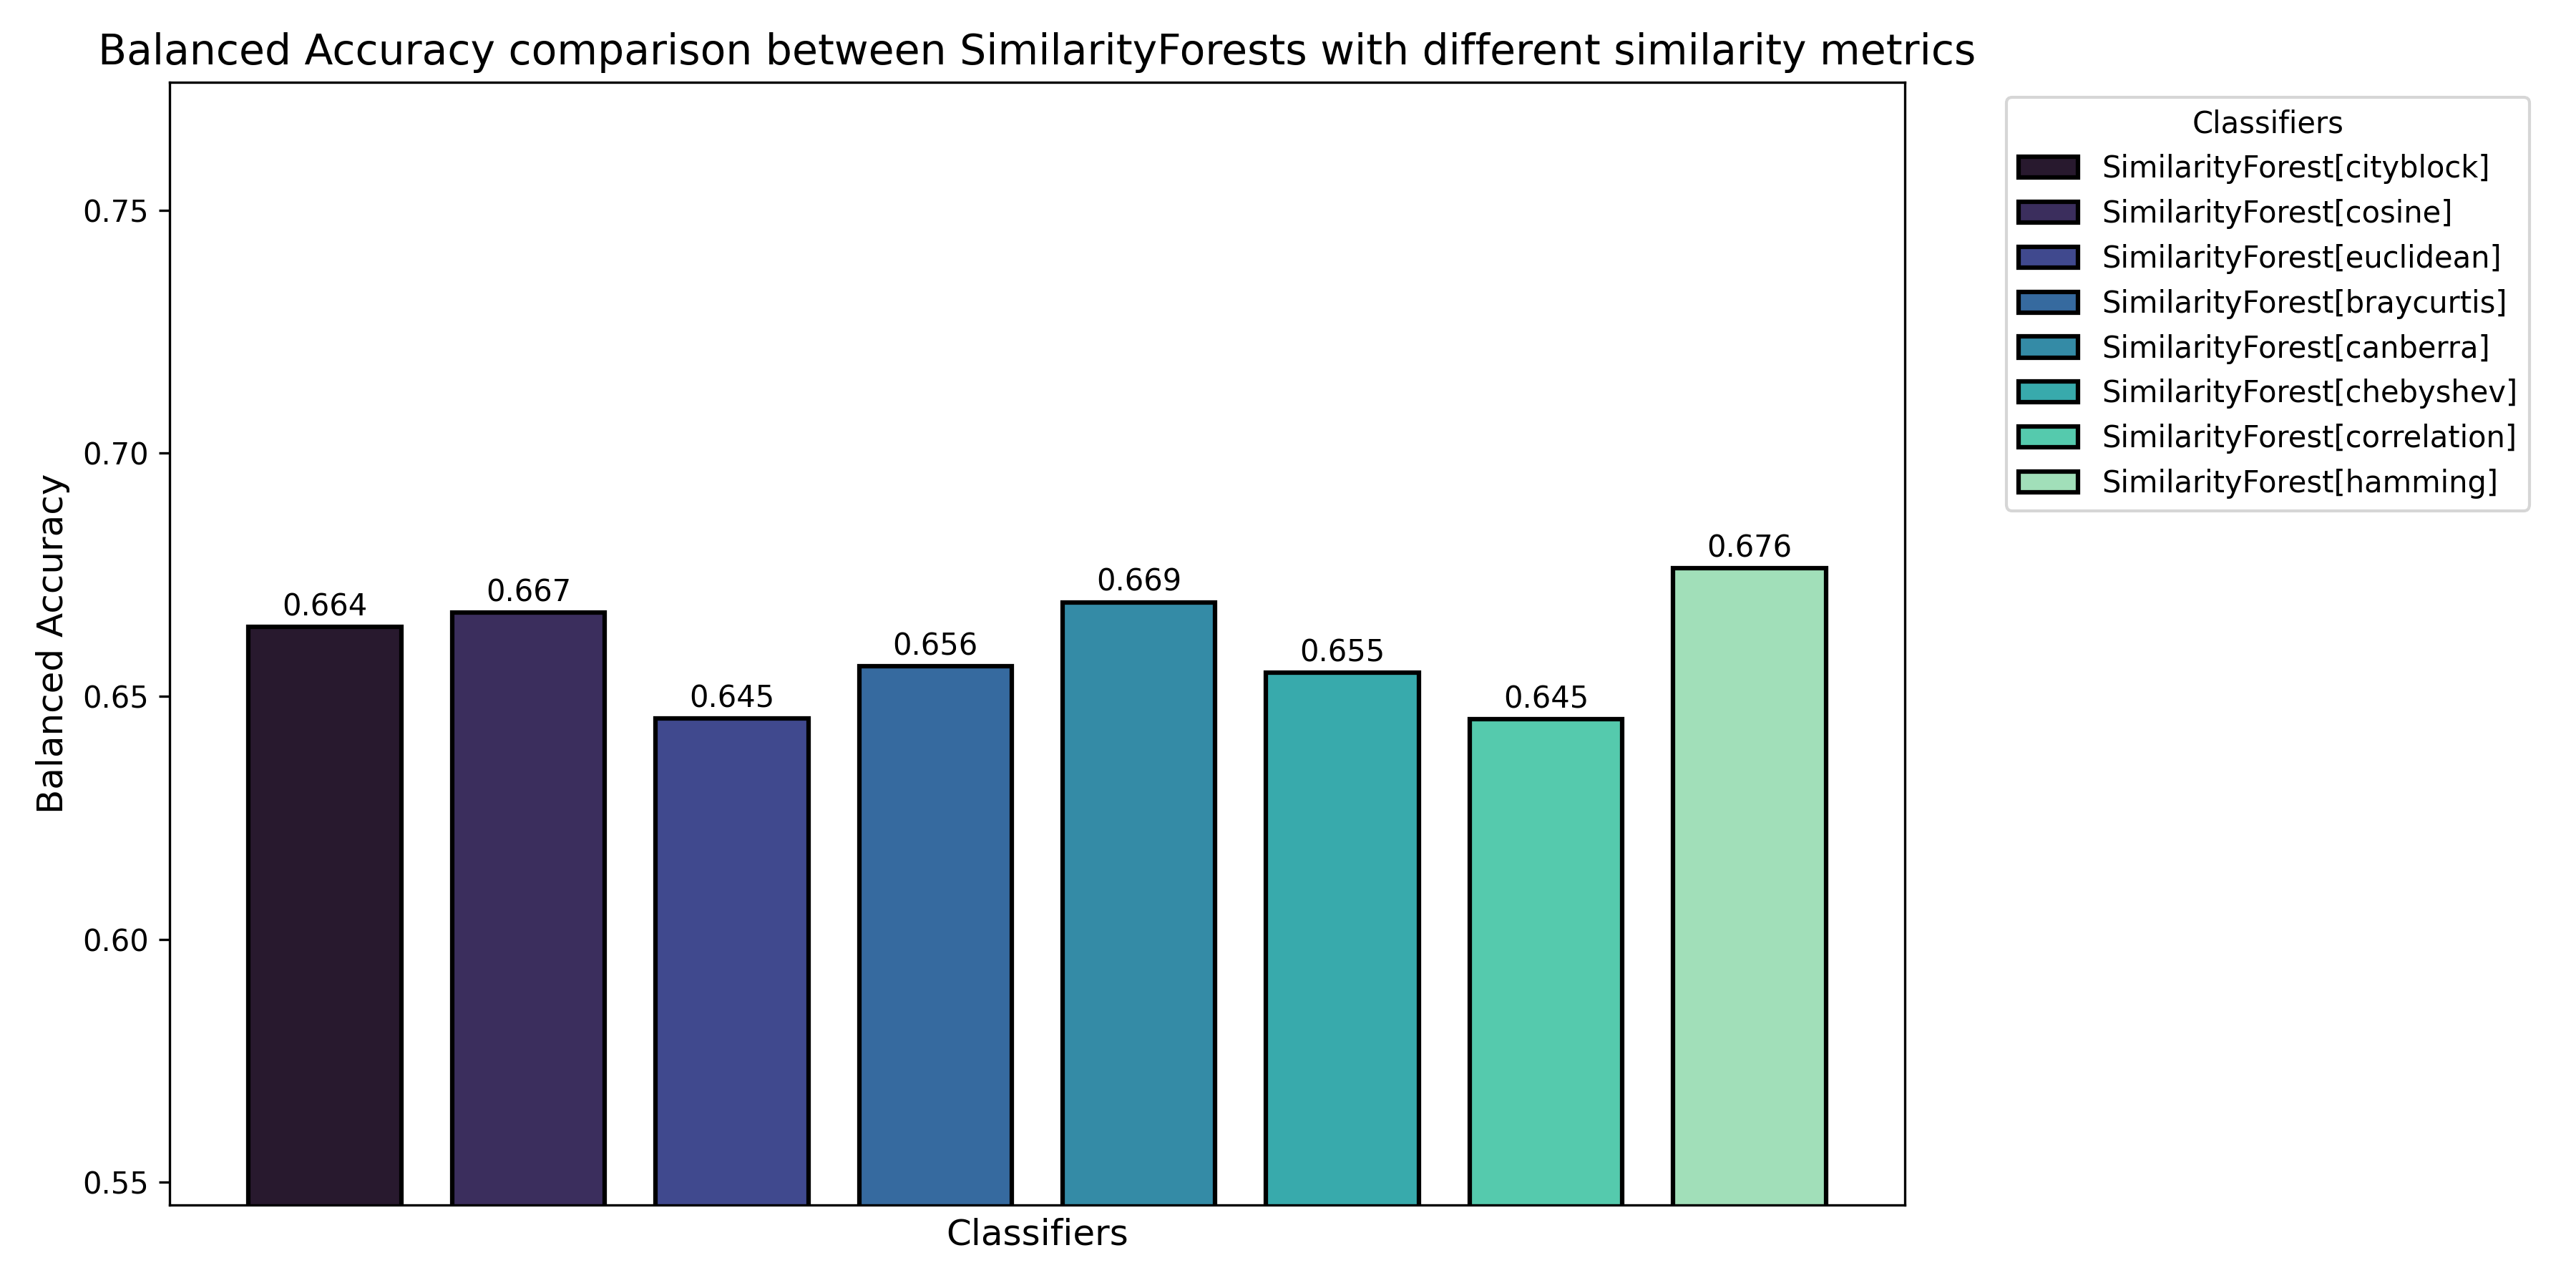 Balanced Accuracy comparison between SimilarityForests with different similarity metrics
Balanced Accuracy
0.75
0.70
0.65
0.60
0.55
0.664
0.667
0.645
0.656
0.669
0.655
0.645
0.676
Classifiers
Classifiers
SimilarityForest[cityblock]
SimilarityForest[cosine]
SimilarityForest[euclidean]
SimilarityForest[braycurtis]
SimilarityForest[canberra]
SimilarityForest[chebyshev]
SimilarityForest[correlation]
SimilarityForest[hamming]